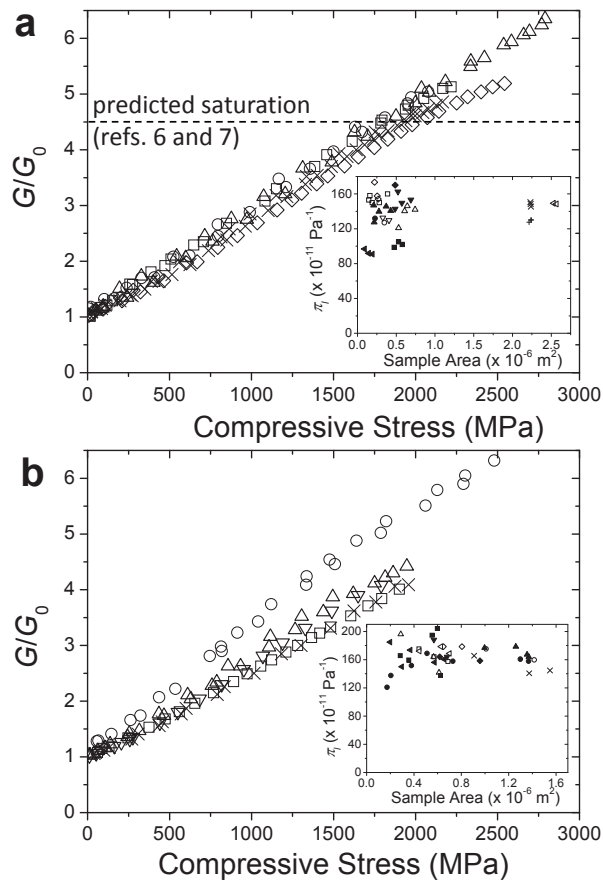 a
6
5
4
3
2
1
0
G/G0
predicted saturation
(refs. 6 and 7)
160
120
80
40
0
πl (x 10-11 Pa-1)
0.0 0.5 1.0 1.5 2.0 2.5
Sample Area (x 10-6 m2)
0 500 1000 1500 2000 2500 3000
Compressive Stress (MPa)
b
6
5
4
3
2
1
0
G/G0
200
160
120
80
40
0
πl (x 10-11 Pa-1)
0.0 0.4 0.8 1.2 1.6
Sample Area (x 10-6 m2)
0 500 1000 1500 2000 2500 3000
Compressive Stress (MPa)